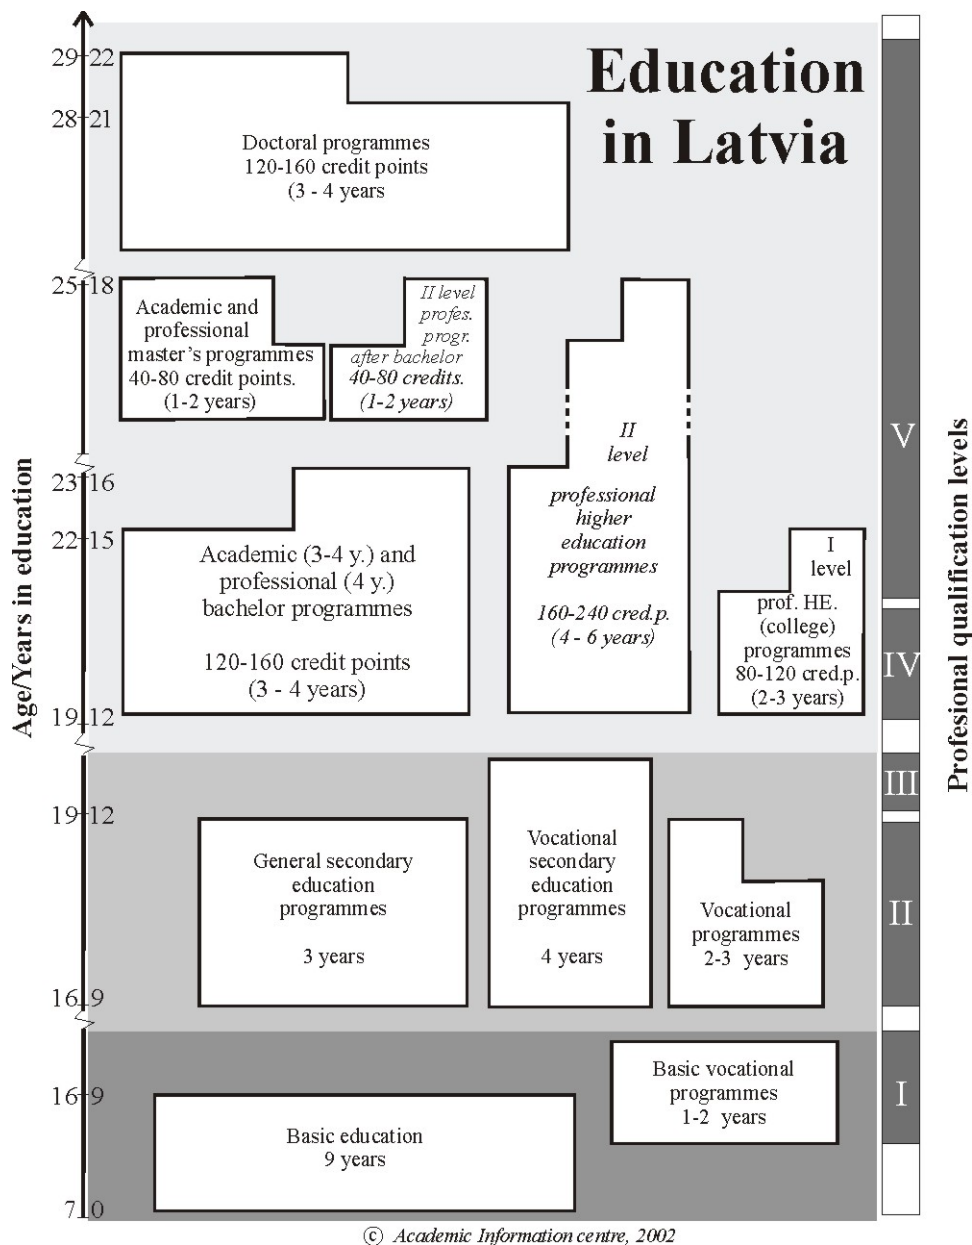 Education
in Latvia
29 22
28 21
Doctoral programmes
120-160 credit points
(3 - 4 years
25 18
Academic and
professional
master's programmes
40-80 credit points.
(1-2 years)
II level
profes.
progr.
after bachelor
40-80 credits.
(1-2 years)
II
level
professional
higher
education
programmes
160-240 cred.p.
(4 - 6 years)
23 16
22 15
Academic (3-4 y.) and
professional (4 y.)
bachelor programmes
120-160 credit points
(3 - 4 years)
I
level
prof. HE.
(college)
programmes
80-120 cred.p.
(2-3 years)
19 12
19 12
General secondary
education
programmes
3 years
Vocational
secondary
education
programmes
4 years
Vocational
programmes
2-3 years
16 9
16 9
Basic vocational
programmes
1-2 years
Basic education
9 years
7 0
Age/Years in education
V
IV
III
II
I
Profesional qualification levels
© Academic Information centre, 2002